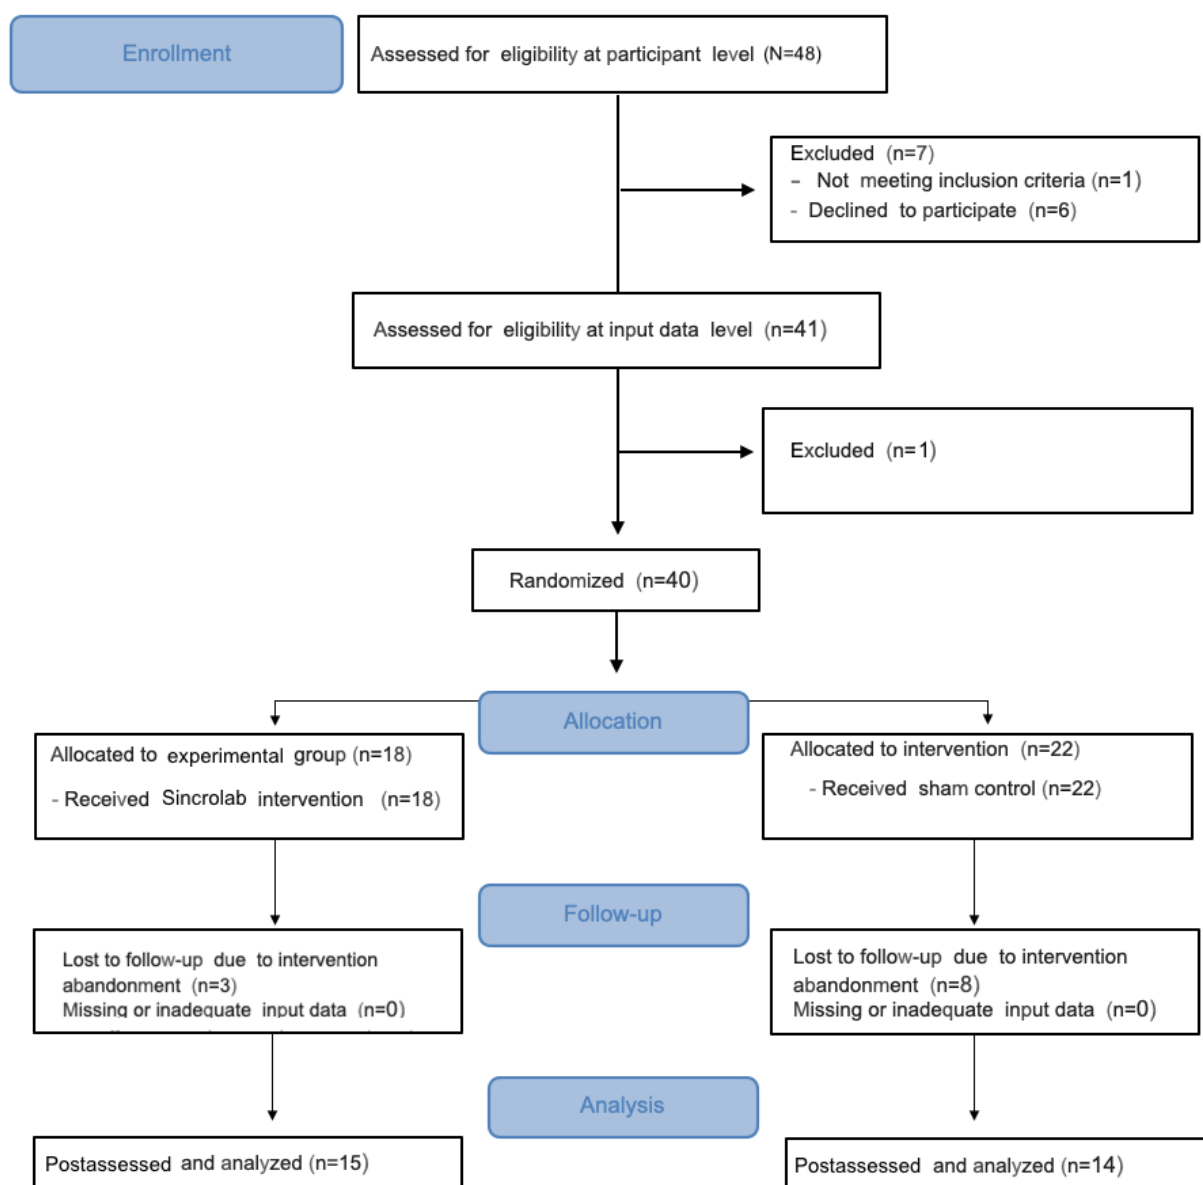 Enrollment
Assessed for eligibility at participant level (N=48)
Excluded (n=7)
- Not meeting inclusion criteria (n=1)
- Declined to participate (n=6)
Assessed for eligibility at input data level (n=41)
Excluded (n=1)
Randomized (n=40)
Allocation
Allocated to experimental group (n=18)
- Received Sincrolab intervention (n=18)
Allocated to intervention (n=22)
- Received sham control (n=22)
Follow-up
Lost to follow-up due to intervention
abandonment (n=3)
Missing or inadequate input data (n=0)
Lost to follow-up due to intervention
abandonment (n=8)
Missing or inadequate input data (n=0)
Analysis
Postassessed and analyzed (n=15)
Postassessed and analyzed (n=14)